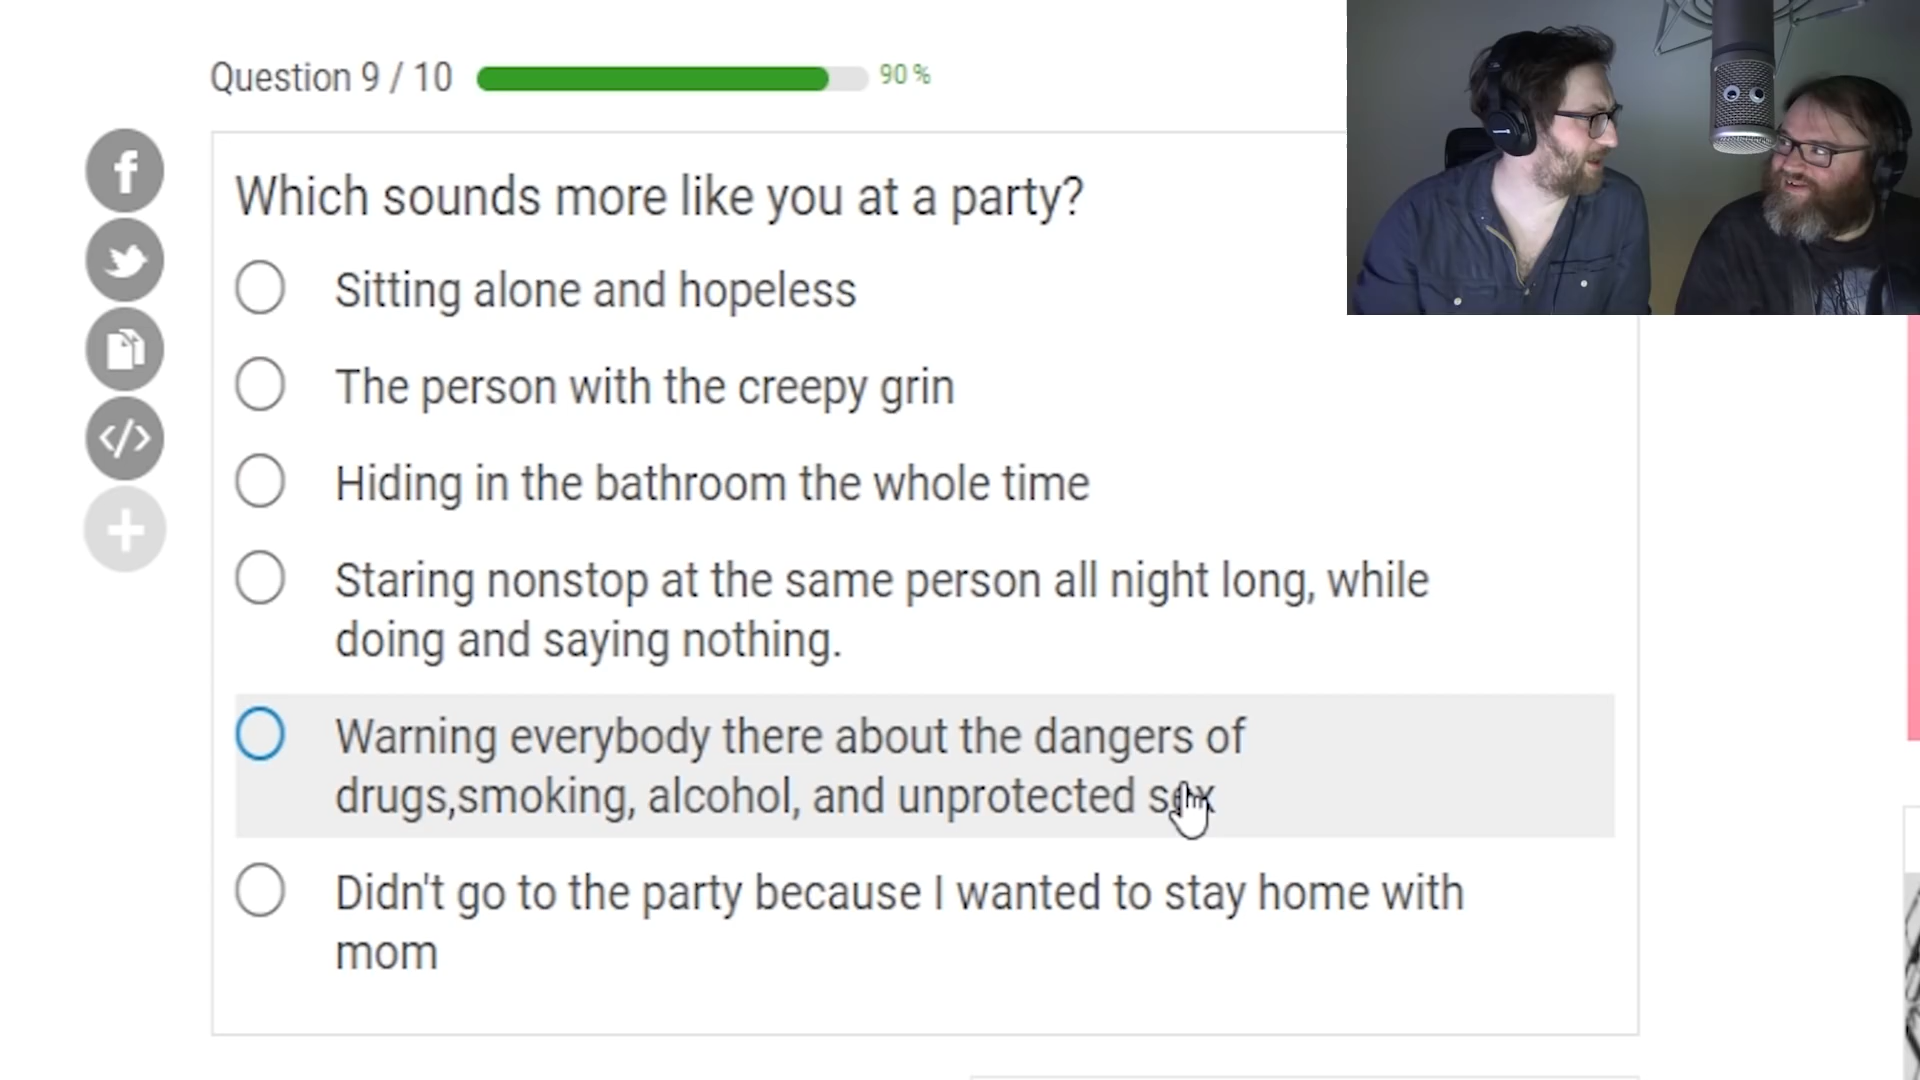 Question 9 / 10
90 %
Which sounds more like you at a party?
Sitting alone and hopeless
The person with the creepy grin
Hiding in the bathroom the whole time
Staring nonstop at the same person all night long, while
doing and saying nothing.
Warning everybody there about the dangers of
drugs,smoking, alcohol, and unprotected sex
Didn't go to the party because I wanted to stay home with
mom